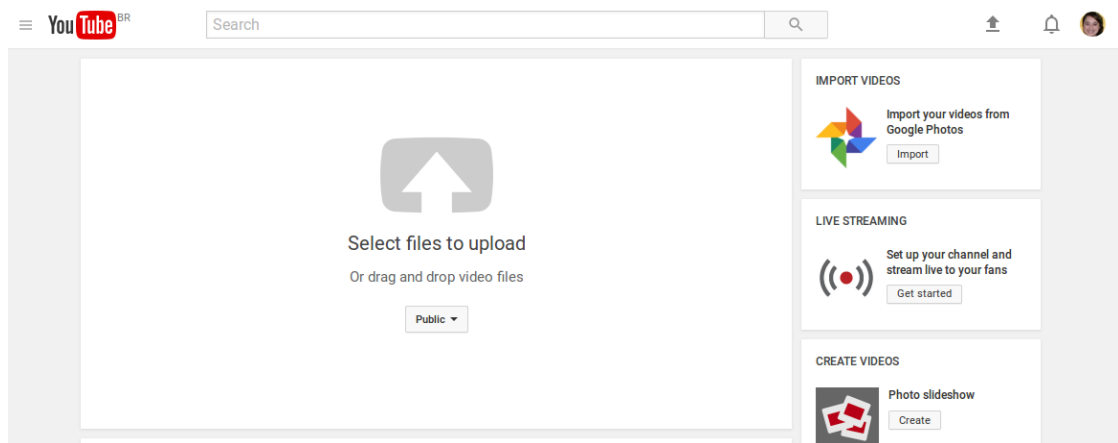 YouTube BR
Search
Select files to upload
Or drag and drop video files
Public
IMPORT VIDEOS
Import your videos from
Google Photos
Import
LIVE STREAMING
Set up your channel and
stream live to your fans
Get started
CREATE VIDEOS
Photo slideshow
Create